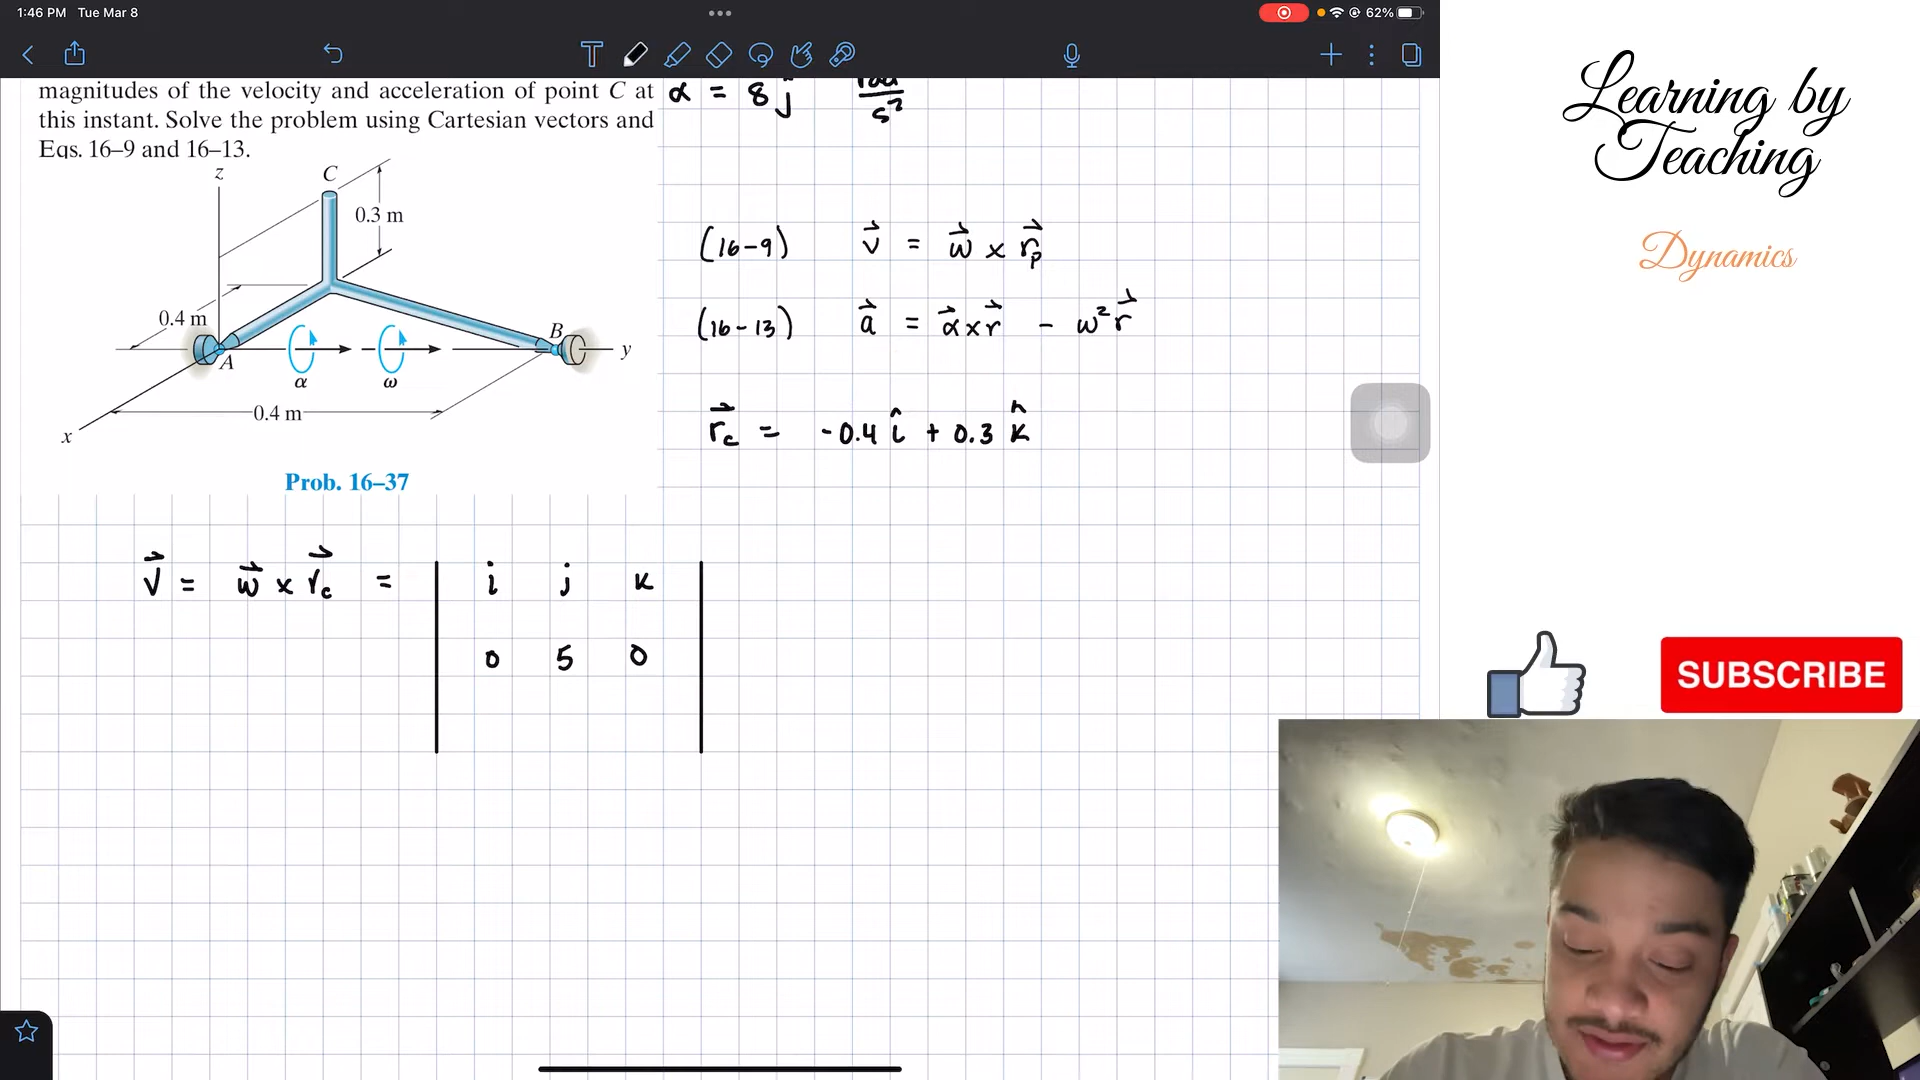 1:46 PM Tue Mar 8
62%
magnitudes of the velocity and acceleration of point C at
this instant. Solve the problem using Cartesian vectors and
Eqs. 16–9 and 16–13.
z
C
0.3 m
0.4 m
A
B
y
α
ω
0.4 m
x
Prob. 16–37
α = 8 j rad/s²
(16-9) v⃗ = w⃗ x r⃗p
(16-13) a⃗ = α⃗ x r⃗ - w² r⃗
r⃗c = -0.4 î + 0.3 k̂
v⃗ = w⃗ x r⃗c = | i j k |
0 5 0
Learning by
Teaching
Dynamics
SUBSCRIBE